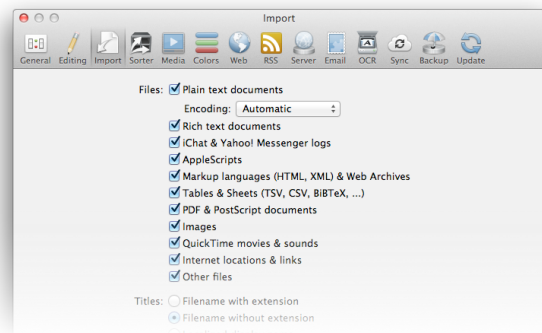 Import
General Editing Import Sorter Media Colors Web RSS Server Email OCR Sync Backup Update
Files: Plain text documents
Encoding: Automatic
Rich text documents
iChat & Yahoo! Messenger logs
AppleScripts
Markup languages (HTML, XML) & Web Archives
Tables & Sheets (TSV, CSV, BiBTeX, ...)
PDF & PostScript documents
Images
QuickTime movies & sounds
Internet locations & links
Other files
Titles: Filename with extension
Filename without extension